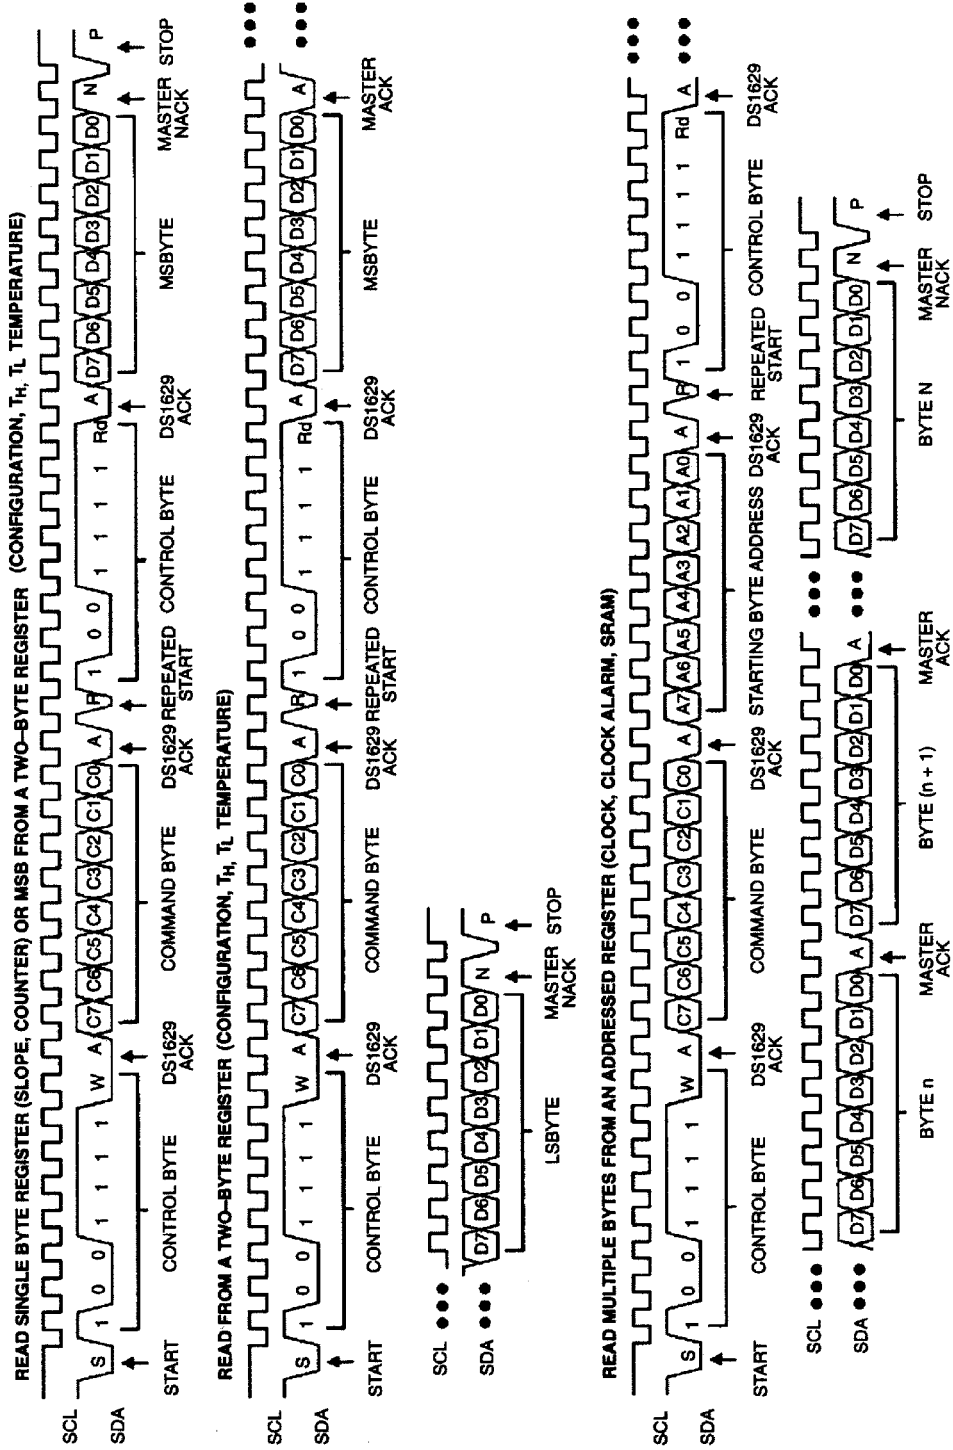 READ SINGLE BYTE REGISTER (SLOPE, COUNTER) OR MSB FROM A TWO–BYTE REGISTER (CONFIGURATION, TH, TL TEMPERATURE)
SCL
SDA S 1 0 0 1 1 1 1 W A C7 C6 C5 C4 C3 C2 C1 C0 A R 1 0 0 1 1 1 1 Rd A D7 D6 D5 D4 D3 D2 D1 D0 N P
START CONTROL BYTE DS1629 ACK COMMAND BYTE DS1629 ACK REPEATED START CONTROL BYTE DS1629 ACK MSBYTE MASTER NACK STOP
READ FROM A TWO–BYTE REGISTER (CONFIGURATION, TH, TL TEMPERATURE)
SCL
SDA S 1 0 0 1 1 1 1 W A C7 C6 C5 C4 C3 C2 C1 C0 A R 1 0 0 1 1 1 1 Rd A D7 D6 D5 D4 D3 D2 D1 D0 A
START CONTROL BYTE DS1629 ACK COMMAND BYTE DS1629 ACK REPEATED START CONTROL BYTE DS1629 ACK MSBYTE MASTER ACK
SCL
SDA D7 D6 D5 D4 D3 D2 D1 D0 N P
LSBYTE MASTER NACK STOP
READ MULTIPLE BYTES FROM AN ADDRESSED REGISTER (CLOCK, CLOCK ALARM, SRAM)
SCL
SDA S 1 0 0 1 1 1 1 W A C7 C6 C5 C4 C3 C2 C1 C0 A A7 A6 A5 A4 A3 A2 A1 A0 A R 1 0 0 1 1 1 1 Rd A
START CONTROL BYTE DS1629 ACK COMMAND BYTE DS1629 ACK STARTING BYTE ADDRESS DS1629 ACK REPEATED START CONTROL BYTE DS1629 ACK
SCL
SDA D7 D6 D5 D4 D3 D2 D1 D0 A D7 D6 D5 D4 D3 D2 D1 D0 A D7 D6 D5 D4 D3 D2 D1 D0 N P
BYTE n MASTER ACK BYTE (n + 1) MASTER ACK BYTE N MASTER NACK STOP